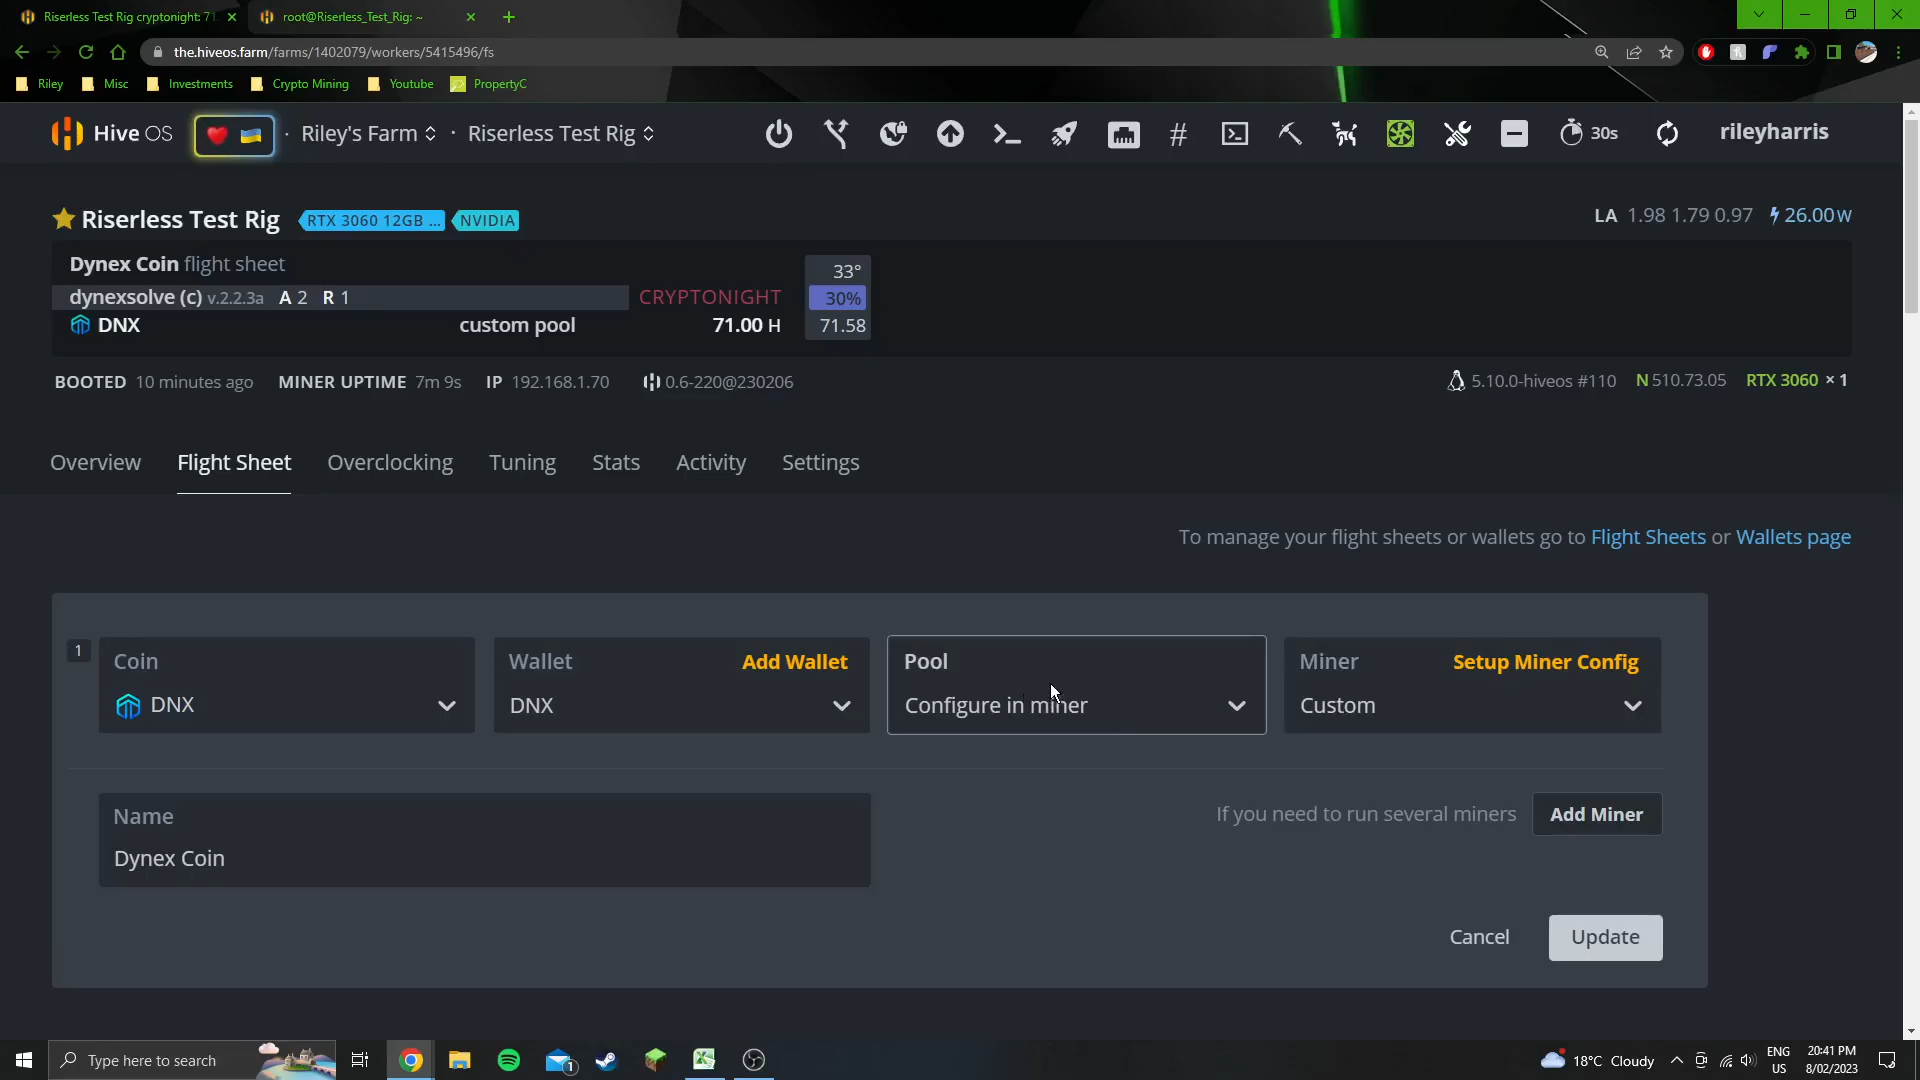 Riserless Test Rig cryptonight: 71
root@Riserless_Test_Rig: ~
the.hiveos.farm/farms/1402079/workers/5415496/fs
Riley
Misc
Investments
Crypto Mining
Youtube
PropertyC
Hive OS
· Riley's Farm
· Riserless Test Rig
#
30s
rileyharris
Riserless Test Rig
RTX 3060 12GB ...
NVIDIA
LA 1.98 1.79 0.97
26.00 W
Dynex Coin flight sheet
33°
dynexsolve (c) v.2.2.3a A 2 R 1
CRYPTONIGHT
30%
DNX
custom pool
71.00 H
71.58
BOOTED 10 minutes ago
MINER UPTIME 7m 9s
IP 192.168.1.70
0.6-220@230206
5.10.0-hiveos #110
N 510.73.05
RTX 3060 × 1
Overview
Flight Sheet
Overclocking
Tuning
Stats
Activity
Settings
To manage your flight sheets or wallets go to Flight Sheets or Wallets page
1
Coin
DNX
Wallet
Add Wallet
DNX
Pool
Configure in miner
Miner
Setup Miner Config
Custom
Name
Dynex Coin
If you need to run several miners
Add Miner
Cancel
Update
Type here to search
1
18°C Cloudy
ENG
US
20:41 PM
8/02/2023